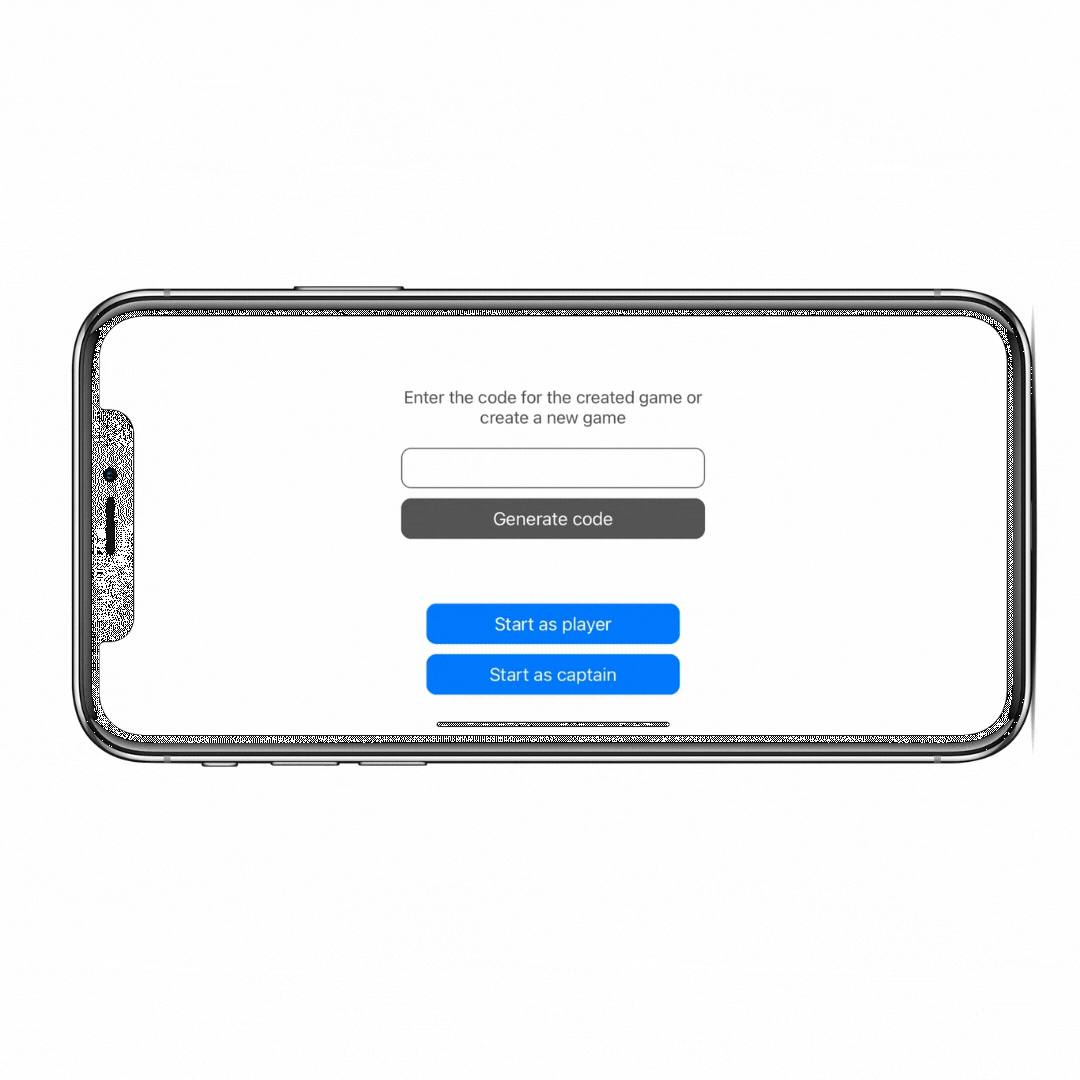 Enter the code for the created game or
create a new game
Generate code
Start as player
Start as captain